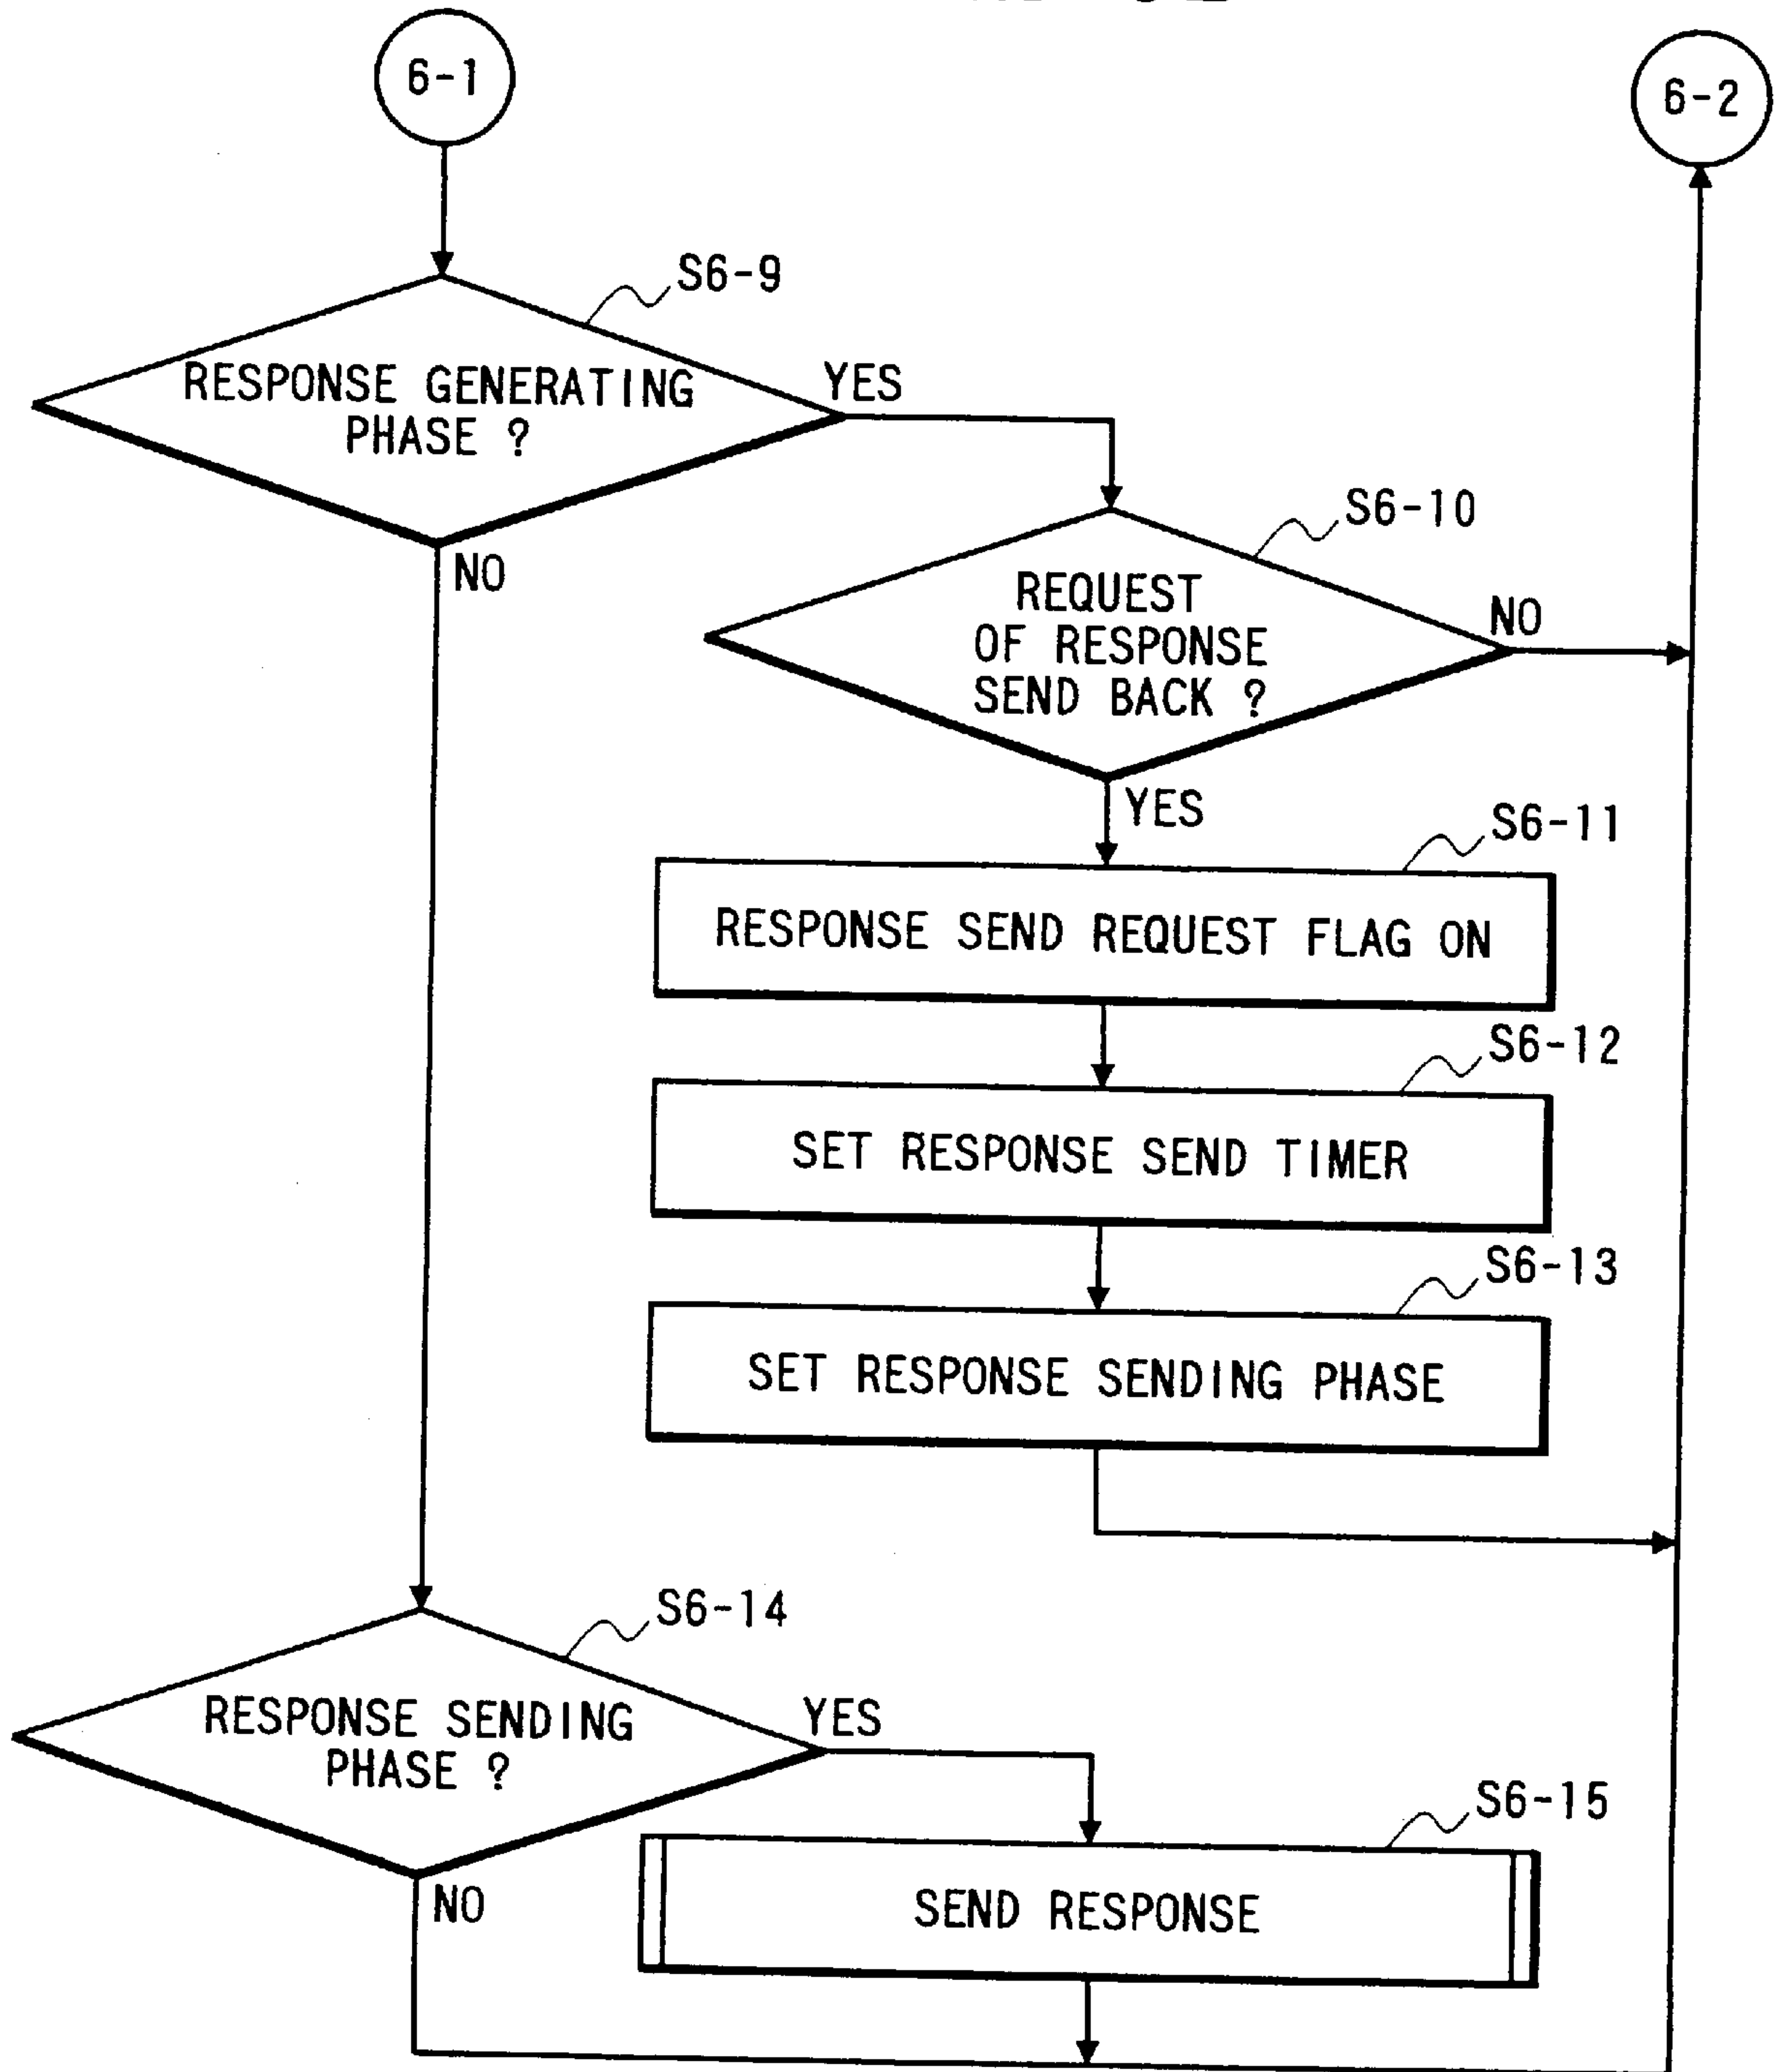 6-1
6-2
S6-9
RESPONSE GENERATING
PHASE ?
YES
NO
S6-10
REQUEST
OF RESPONSE
SEND BACK ?
NO
YES
S6-11
RESPONSE SEND REQUEST FLAG ON
S6-12
SET RESPONSE SEND TIMER
S6-13
SET RESPONSE SENDING PHASE
S6-14
RESPONSE SENDING
PHASE ?
YES
NO
S6-15
SEND RESPONSE